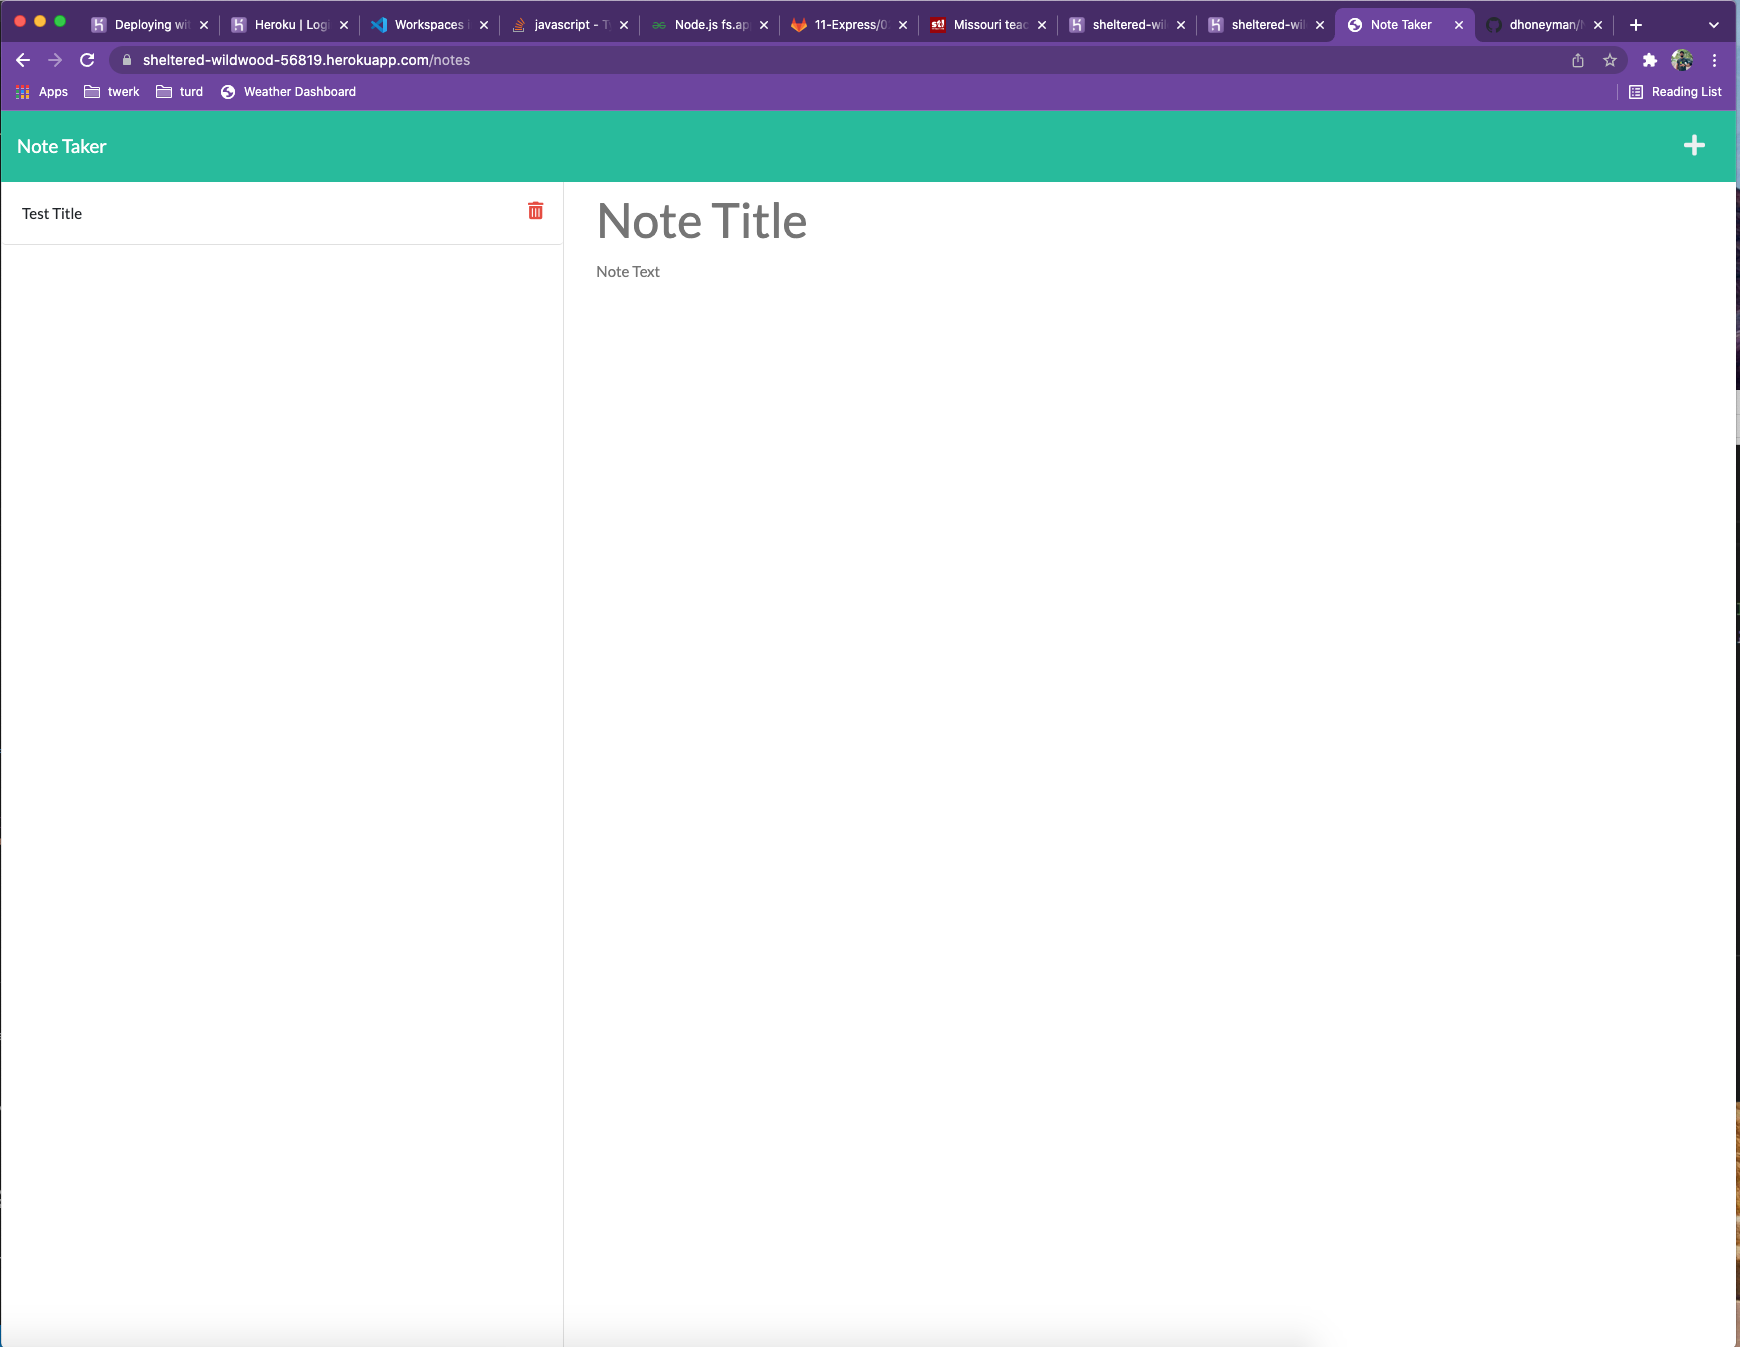 Deploying wit
Heroku | Logi
Workspaces i
javascript - T
Node.js fs.ap
11-Express/0
stl Missouri teac
sheltered-wil
sheltered-wil
Note Taker
dhoneyman/
sheltered-wildwood-56819.herokuapp.com/notes
Apps
twerk
turd
Weather Dashboard
Reading List
Note Taker
Test Title
Note Title
Note Text